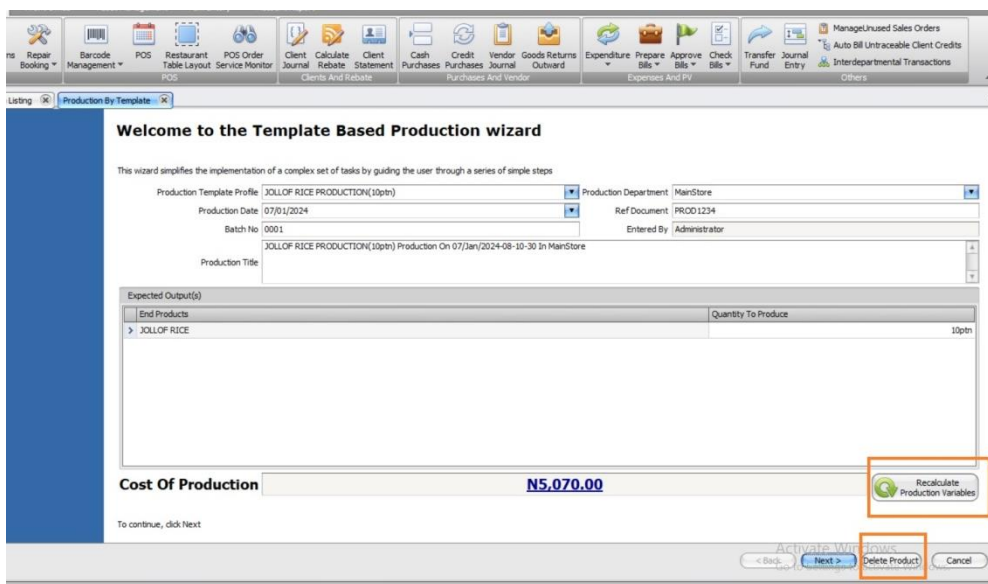 ns Repair Booking
Barcode Management
POS
Restaurant Table Layout
POS Order Service Monitor
POS
Client Journal
Calculate Rebate
Client Statement
Clients And Rebate
Cash Purchases
Credit Purchases
Vendor Journal
Goods Returns Outward
Purchases And Vendor
Expenditure
Prepare Bills
Approve Bills
Check Bills
Expenses And PV
Transfer Fund
Journal Entry
ManageUnused Sales Orders
Auto Bill Untraceable Client Credits
Interdepartmental Transactions
Others
Listing
Production By Template
Welcome to the Template Based Production wizard
This wizard simplifies the implementation of a complex set of tasks by guiding the user through a series of simple steps
Production Template Profile JOLLOF RICE PRODUCTION(10ptn) Production Department MainStore
Production Date 07/01/2024 Ref Document PROD1234
Batch No 0001 Entered By Administrator
Production Title JOLLOF RICE PRODUCTION(10ptn) Production On 07/Jan/2024-08-10-30 In MainStore
Expected Output(s)
End Products Quantity To Produce
> JOLLOF RICE 10ptn
Cost Of Production N5,070.00
Recalculate Production Variables
To continue, click Next
Activate Windows
< Back Next > Delete Product Cancel